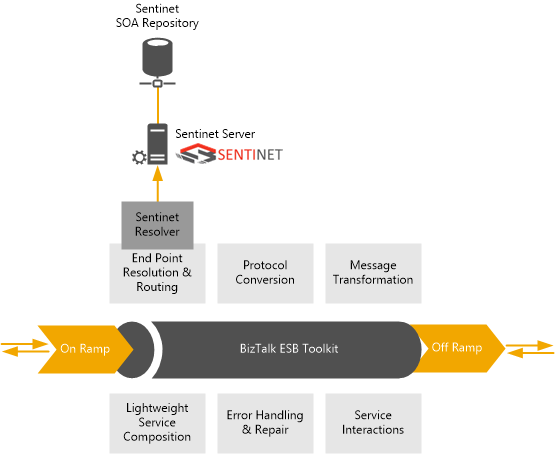 Sentinet
SOA Repository
Sentinet Server
SENTINET
Sentinet
Resolver
End Point
Resolution &
Routing
Protocol
Conversion
Message
Transformation
On Ramp
BizTalk ESB Toolkit
Off Ramp
Lightweight
Service
Composition
Error Handling
& Repair
Service
Interactions